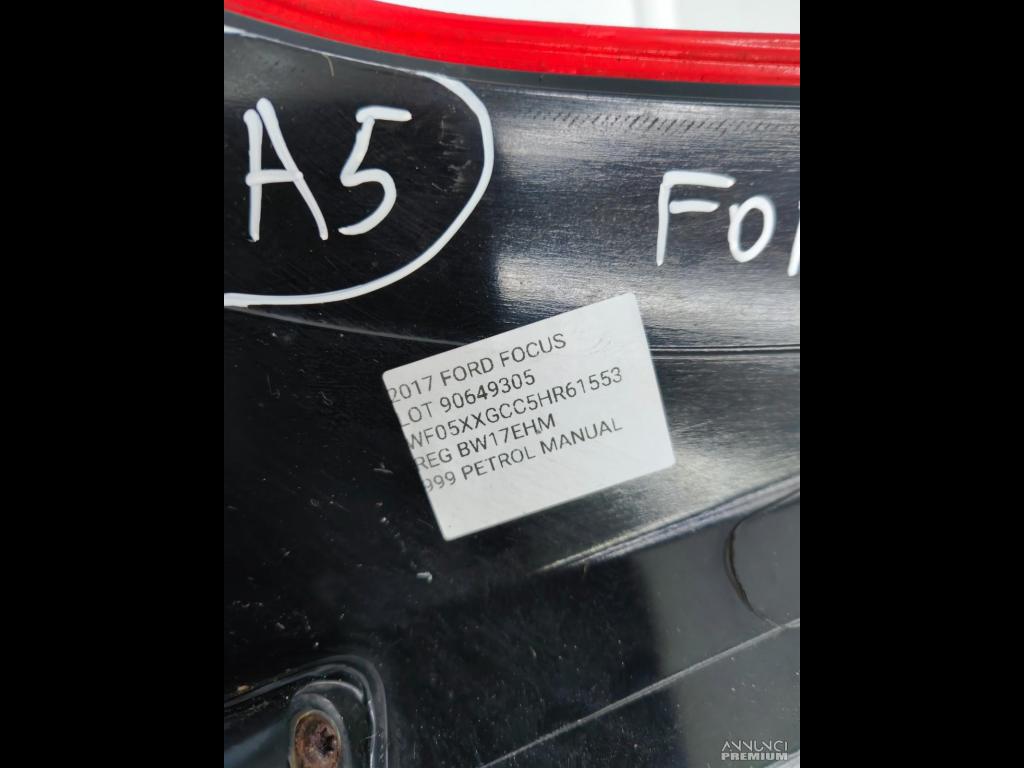 A5
FO
2017 FORD FOCUS
LOT 90649305
WF05XXGCC5HR61553
REG BW17EHM
999 PETROL MANUAL
ANNUNCI
PREMIUM